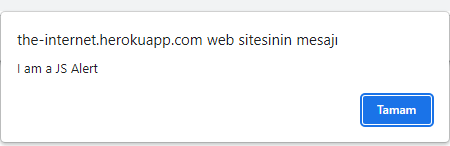 the-internet.herokuapp.com web sitesinin mesajı
I am a JS Alert
Tamam